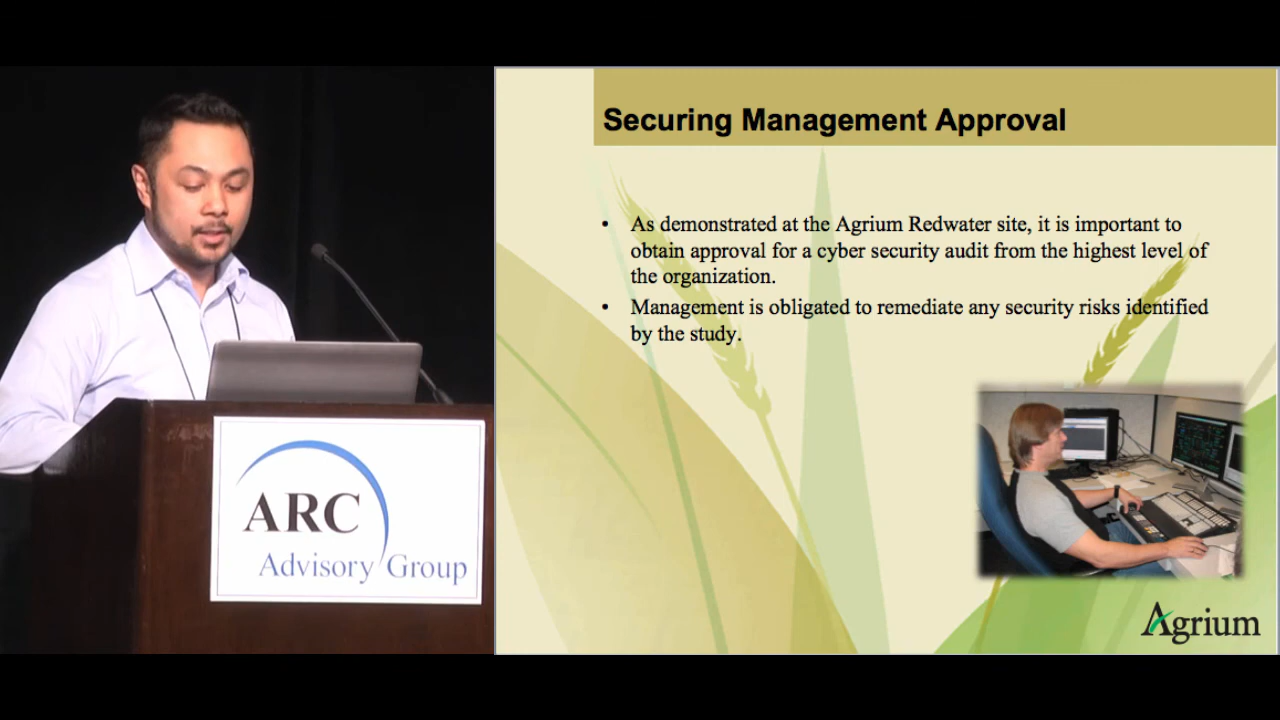 Securing Management Approval
• As demonstrated at the Agrium Redwater site, it is important to
obtain approval for a cyber security audit from the highest level of
the organization.
• Management is obligated to remediate any security risks identified
by the study.
ARC
Advisory Group
Agrium